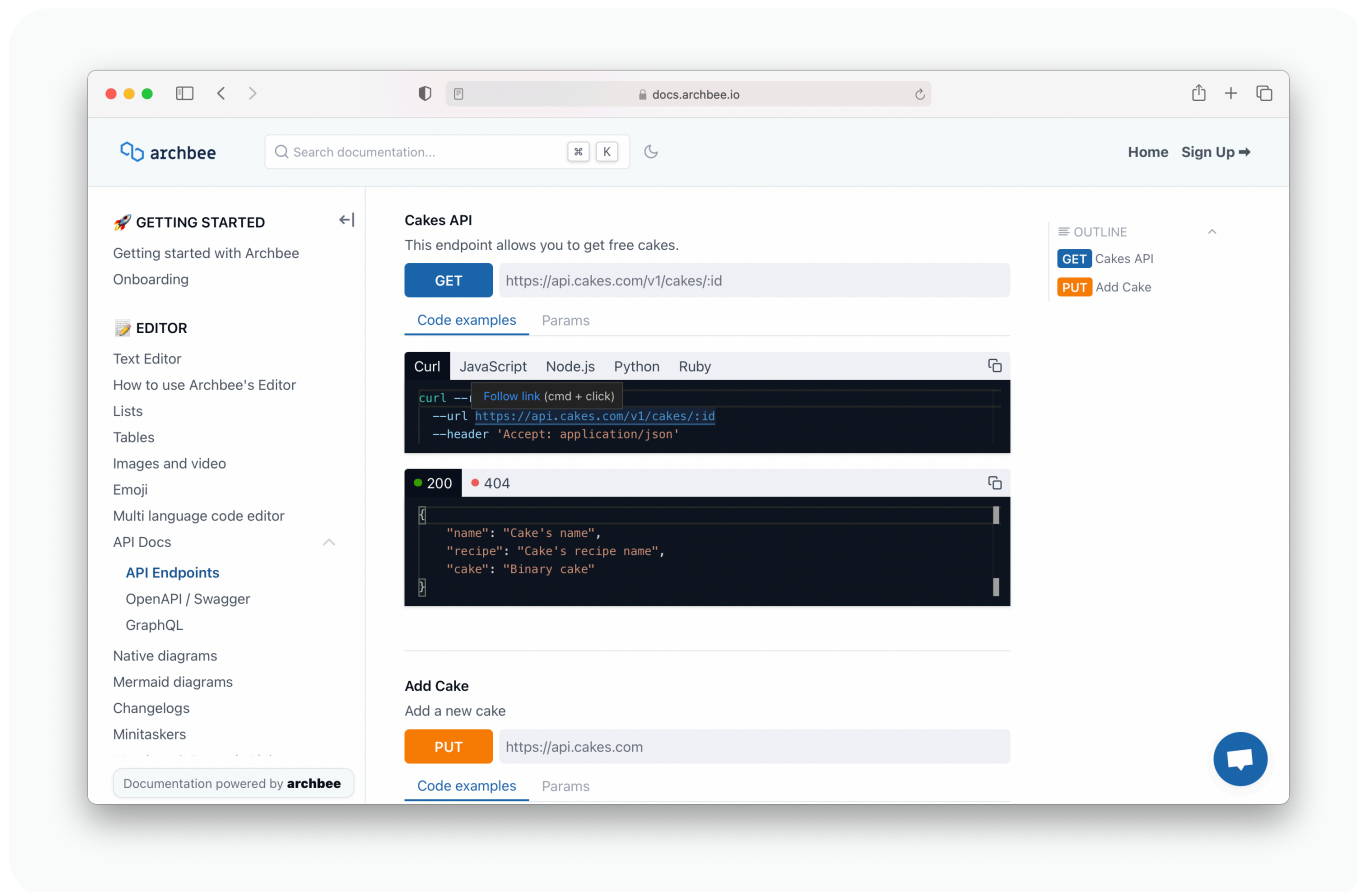 docs.archbee.io
archbee
Search documentation...
⌘ K
Home
Sign Up ➡
🚀 GETTING STARTED
Getting started with Archbee
Onboarding
📝 EDITOR
Text Editor
How to use Archbee's Editor
Lists
Tables
Images and video
Emoji
Multi language code editor
API Docs
API Endpoints
OpenAPI / Swagger
GraphQL
Native diagrams
Mermaid diagrams
Changelogs
Minitaskers
Documentation powered by archbee
Cakes API
This endpoint allows you to get free cakes.
GET https://api.cakes.com/v1/cakes/:id
Code examples Params
Curl JavaScript Node.js Python Ruby
Follow link (cmd + click)
curl
--url https://api.cakes.com/v1/cakes/:id
--header 'Accept: application/json'
200 404
{
"name": "Cake's name",
"recipe": "Cake's recipe name",
"cake": "Binary cake"
}
Add Cake
Add a new cake
PUT https://api.cakes.com
Code examples Params
OUTLINE
GET Cakes API
PUT Add Cake